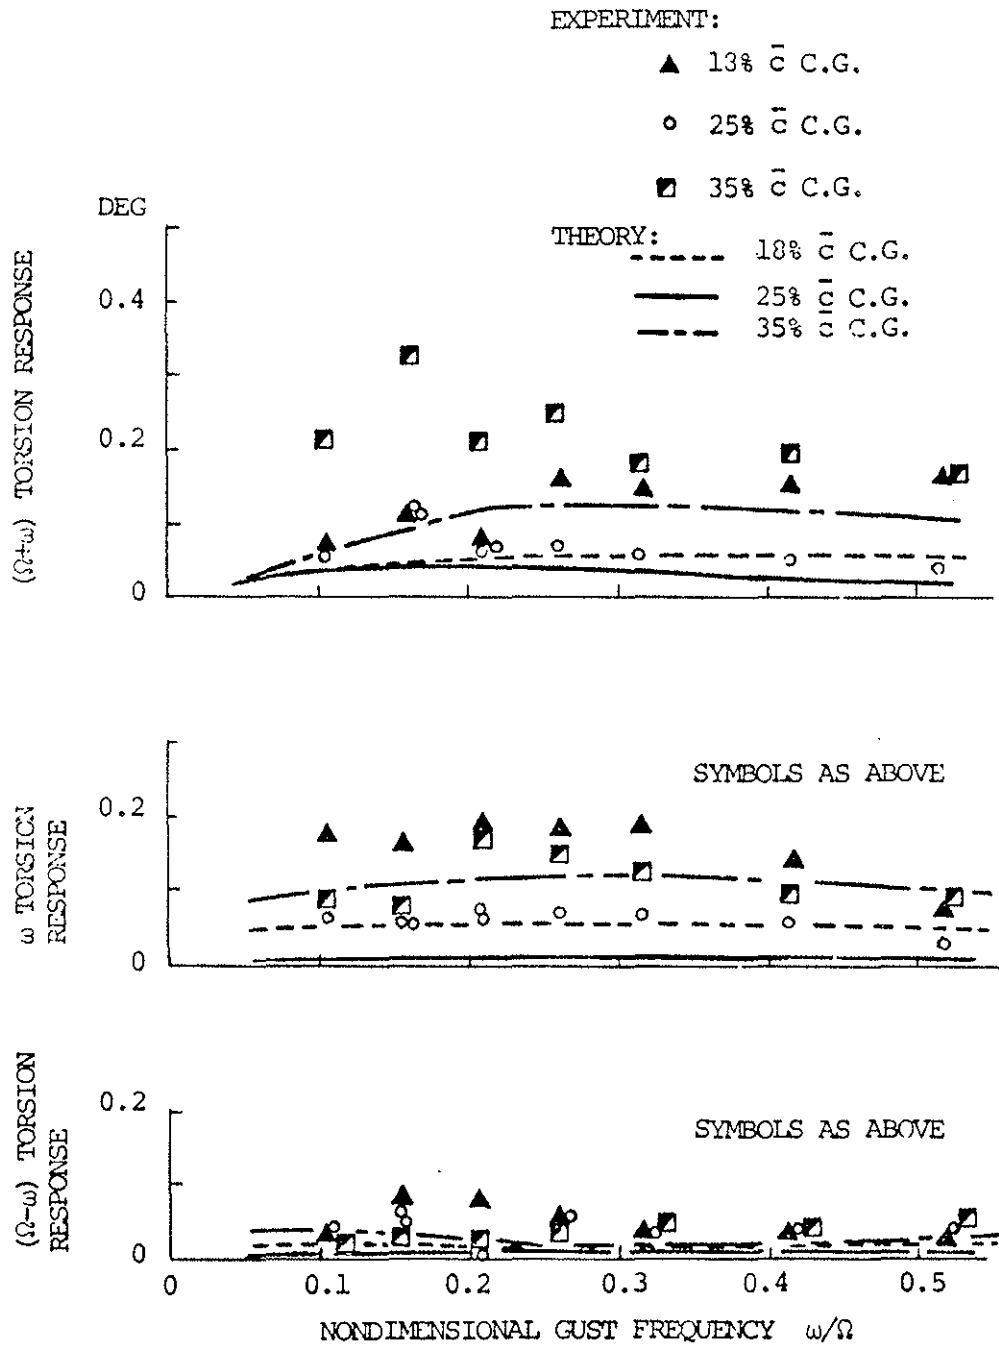 EXPERIMENT:
▲ 13% c̄ C.G.
○ 25% c̄ C.G.
35% c̄ C.G.
DEG
THEORY:
18% c̄ C.G.
25% c̄ C.G.
35% c̄ C.G.
(Ω+ω) TORSION RESPONSE
0.4
0.2
0
SYMBOLS AS ABOVE
ω TORSION
RESPONSE
0.2
0
SYMBOLS AS ABOVE
(Ω-ω) TORSION
RESPONSE
0.2
0
0 0.1 0.2 0.3 0.4 0.5
NONDIMENSIONAL GUST FREQUENCY ω/Ω